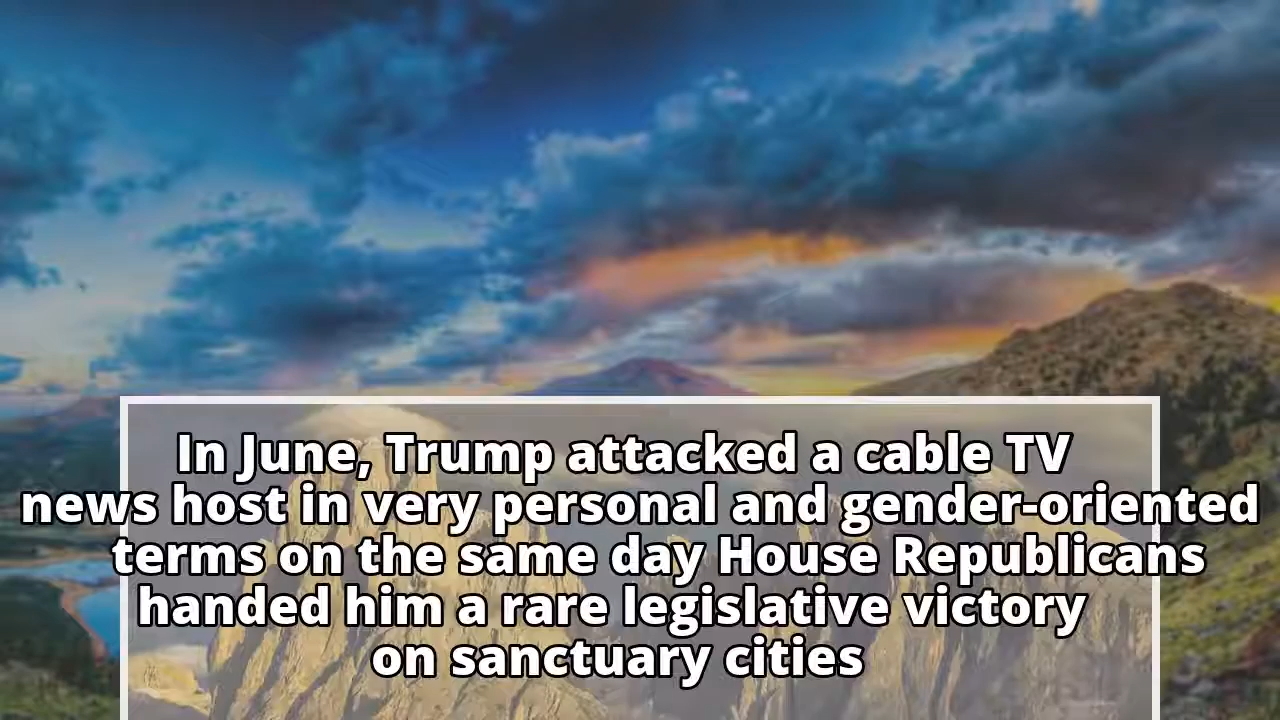 In June, Trump attacked a cable TV
news host in very personal and gender-oriented
terms on the same day House Republicans
handed him a rare legislative victory
on sanctuary cities